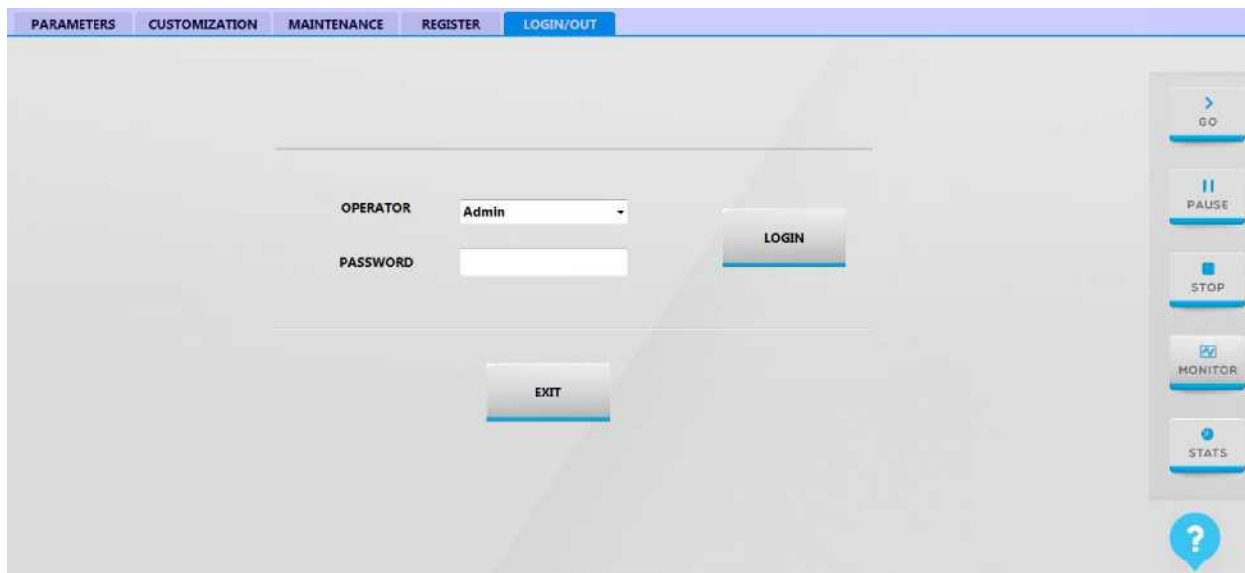 PARAMETERS CUSTOMIZATION MAINTENANCE REGISTER LOGIN/OUT
GO
PAUSE
STOP
MONITOR
STATS
OPERATOR Admin
PASSWORD
LOGIN
EXIT
?